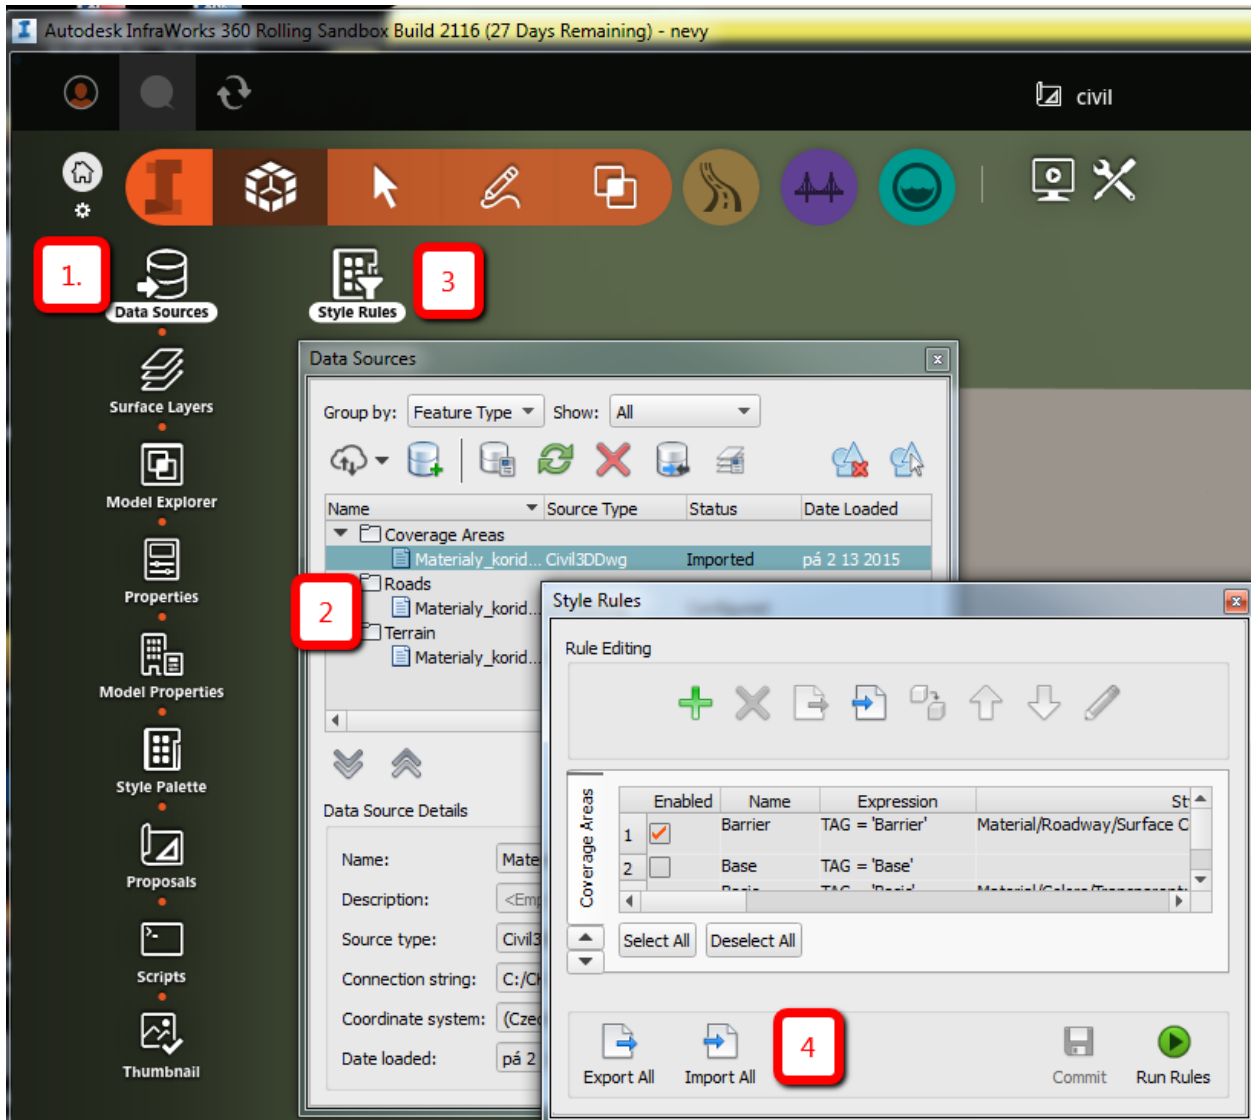 Autodesk InfraWorks 360 Rolling Sandbox Build 2116 (27 Days Remaining) - nevy
civil
1.
Data Sources
Style Rules
3
Surface Layers
Model Explorer
Properties
Model Properties
Style Palette
Proposals
Scripts
Thumbnail
Data Sources
Group by: Feature Type Show: All
Name Source Type Status Date Loaded
Coverage Areas
Materialy_korid... Civil3DDwg Imported pá 2 13 2015
Roads
Materialy_korid...
2
Terrain
Materialy_korid...
Data Source Details
Name: Mate
Description: <Emp
Source type: Civil3
Connection string: C:/
Coordinate system: (Czec
Date loaded: pá 2
Style Rules
Rule Editing
Coverage Areas
Enabled Name Expression St
1 Barrier TAG = 'Barrier' Material/Roadway/Surface C
2 Base TAG = 'Base'
Select All Deselect All
Export All Import All 4 Commit Run Rules